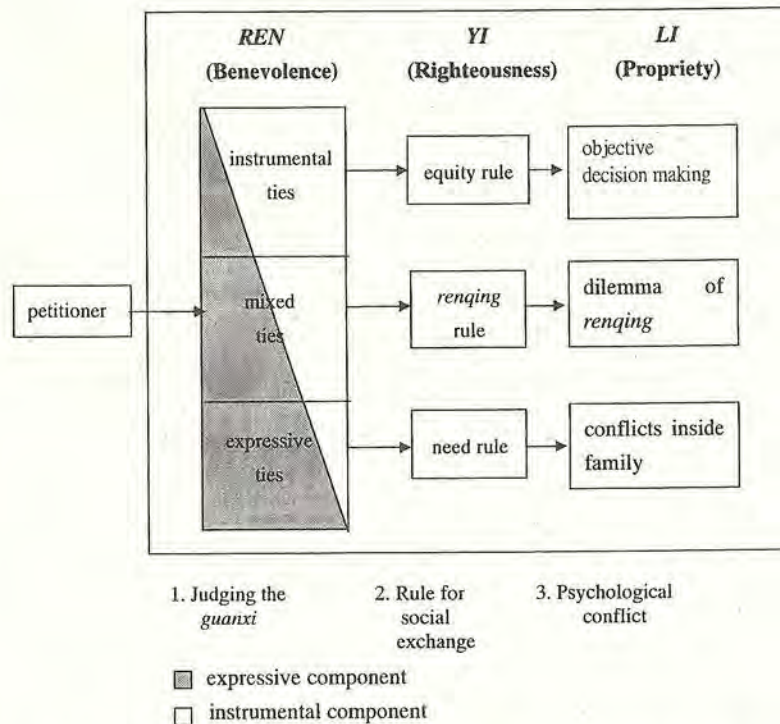 REN
(Benevolence)
YI
(Righteousness)
LI
(Propriety)
instrumental
ties
equity rule
objective
decision making
petitioner
mixed
ties
renqing
rule
dilemma of
renqing
expressive
ties
need rule
conflicts inside
family
1. Judging the
guanxi
2. Rule for
social
exchange
3. Psychological
conflict
expressive component
instrumental component